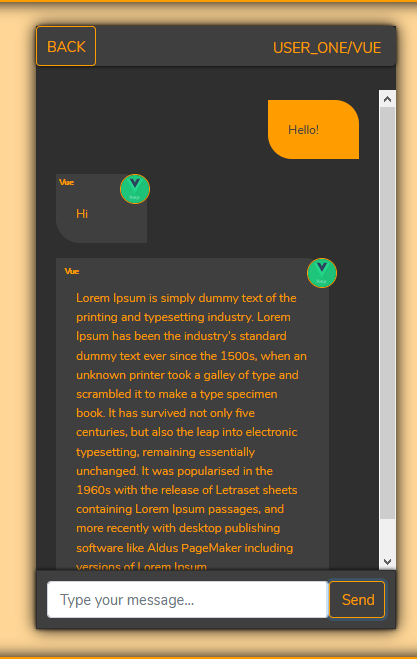 BACK
USER_ONE/VUE
Hello!
Vue
Hi
Vue
Lorem Ipsum is simply dummy text of the
printing and typesetting industry. Lorem
Ipsum has been the industry's standard
dummy text ever since the 1500s, when an
unknown printer took a galley of type and
scrambled it to make a type specimen
book. It has survived not only five
centuries, but also the leap into electronic
typesetting, remaining essentially
unchanged. It was popularised in the
1960s with the release of Letraset sheets
containing Lorem Ipsum passages, and
more recently with desktop publishing
software like Aldus PageMaker including
versions of Lorem Ipsum
Type your message...
Send